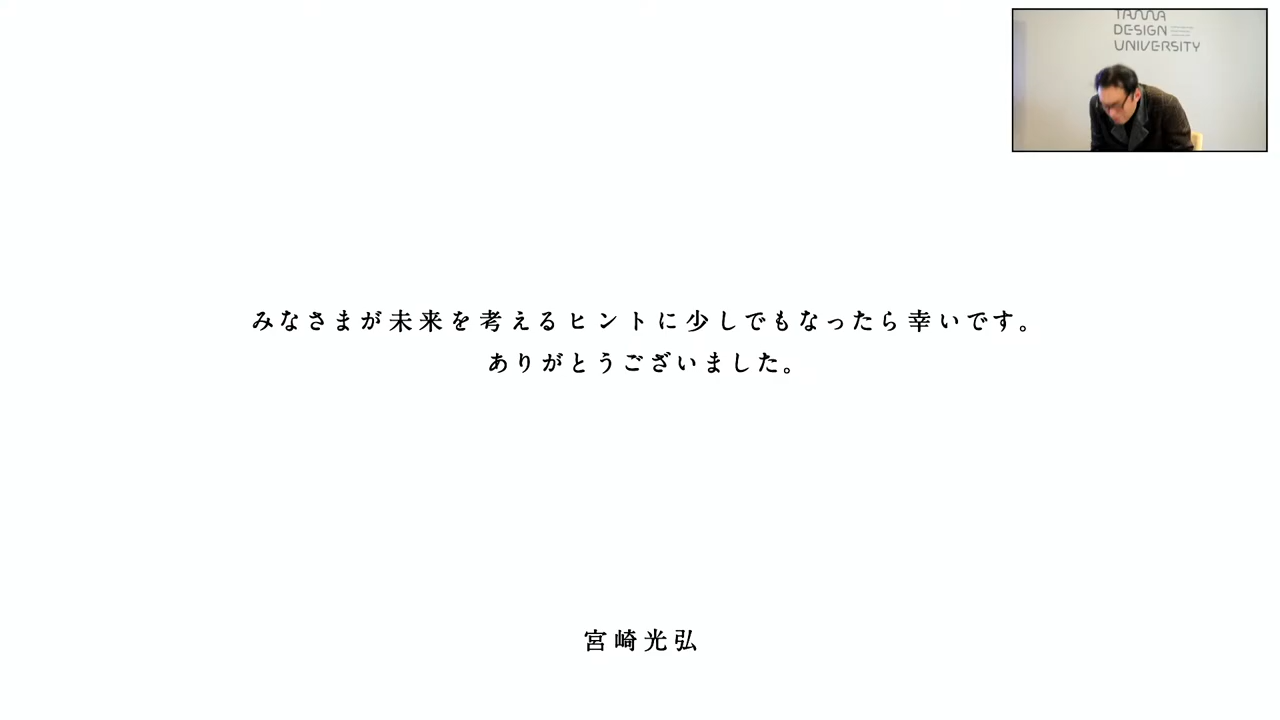 TAMA
DESIGN
UNIVERSITY
みなさまが未来を考えるヒントに少しでもなったら幸いです。
ありがとうございました。
宮崎光弘